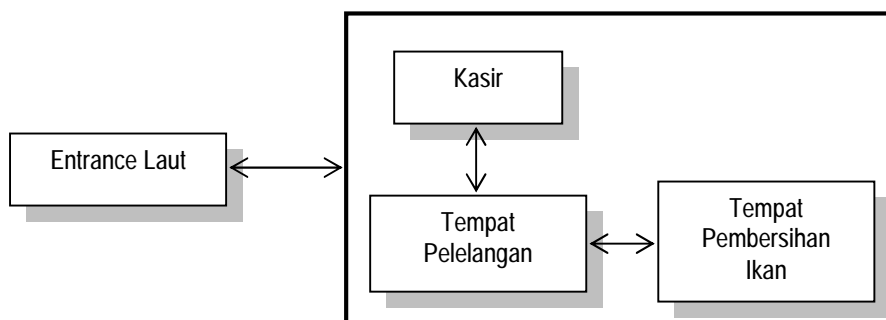 Kasir
Entrance Laut
Tempat
Pelelangan
Tempat
Pembersihan
Ikan